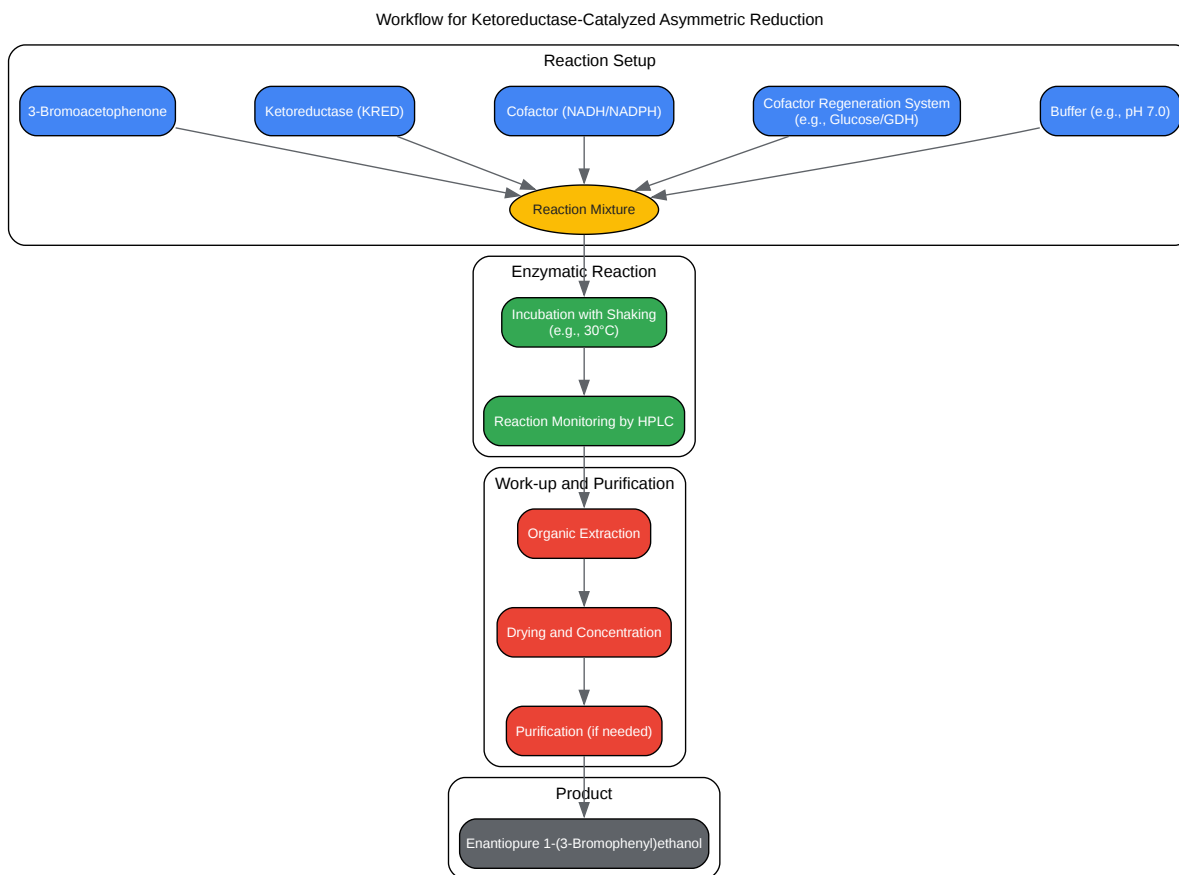 Workflow for Ketoreductase-Catalyzed Asymmetric Reduction
Reaction Setup
3-Bromoacetophenone
Ketoreductase (KRED)
Cofactor (NADH/NADPH)
Cofactor Regeneration System
(e.g., Glucose/GDH)
Buffer (e.g., pH 7.0)
Reaction Mixture
Enzymatic Reaction
Incubation with Shaking
(e.g., 30°C)
Reaction Monitoring by HPLC
Work-up and Purification
Organic Extraction
Drying and Concentration
Purification (if needed)
Product
Enantiopure 1-(3-Bromophenyl)ethanol